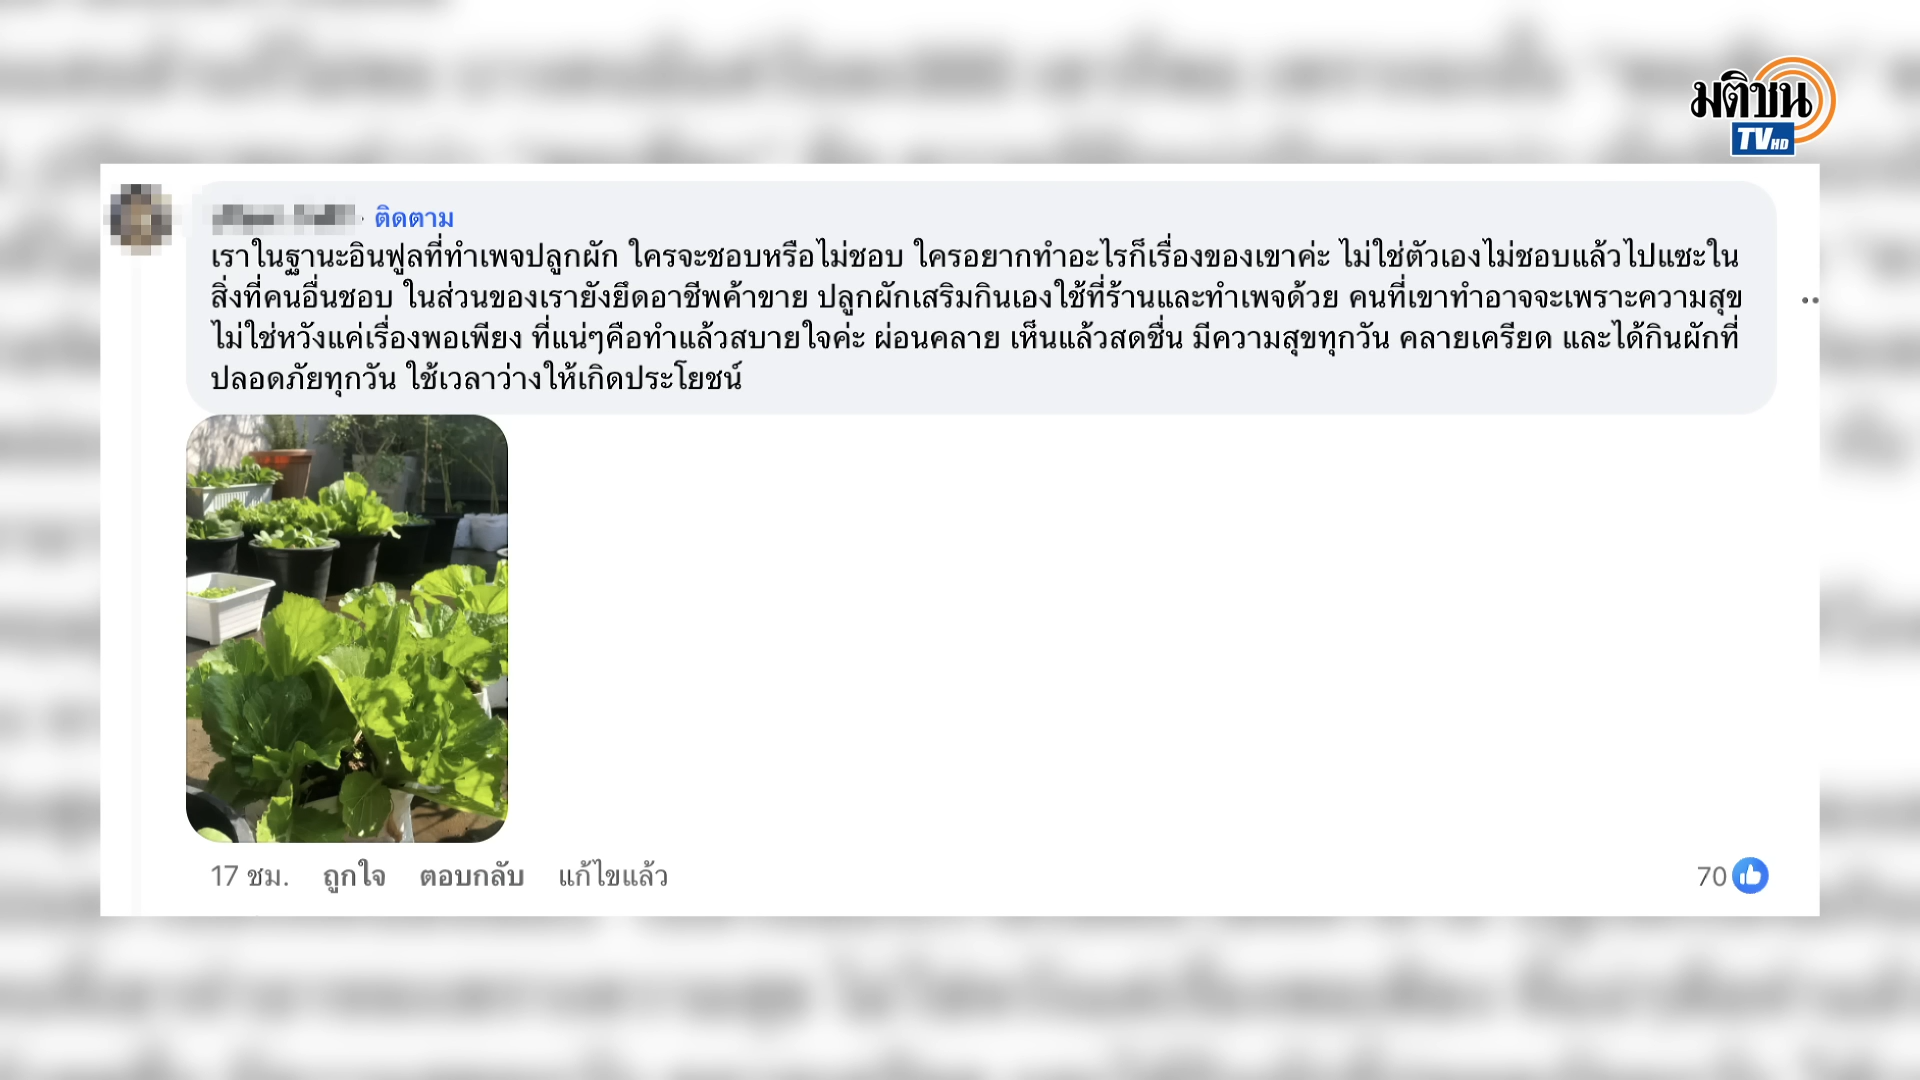 มติชน
TV HD
ติดตาม
เราในฐานะอินฟูลที่ทำเพจปลูกผัก ใครจะชอบหรือไม่ชอบ ใครอยากทำอะไรก็เรื่องของเขาค่ะ ไม่ใช่ตัวเองไม่ชอบแล้วไปแซะใน
สิ่งที่คนอื่นชอบ ในส่วนของเรายังยึดอาชีพค้าขาย ปลูกผักเสริมกินเองใช้ที่ร้านและทำเพจด้วย คนที่เขาทำอาจจะเพราะความสุข
ไม่ใช่หวังแค่เรื่องพอเพียง ที่แน่ๆคือทำแล้วสบายใจค่ะ ผ่อนคลาย เห็นแล้วสดชื่น มีความสุขทุกวัน คลายเครียด และได้กินผักที่
ปลอดภัยทุกวัน ใช้เวลาว่างให้เกิดประโยชน์
17 ชม. ถูกใจ ตอบกลับ แก้ไขแล้ว 70